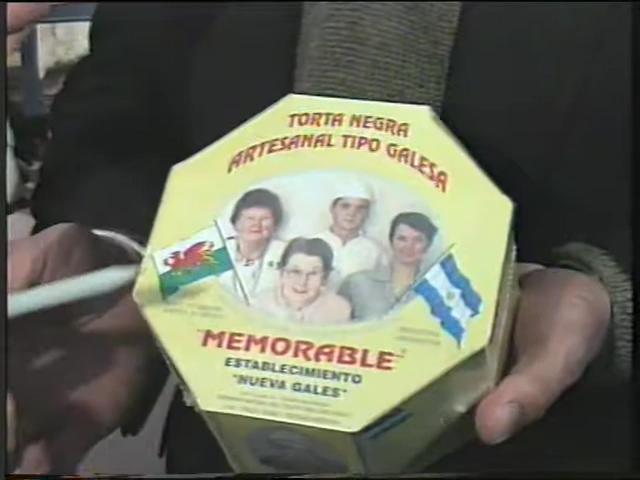 TORTA NEGRA
ARTESANAL TIPO GALESA
"MEMORABLE"
ESTABLECIMIENTO
"NUEVA GALES"